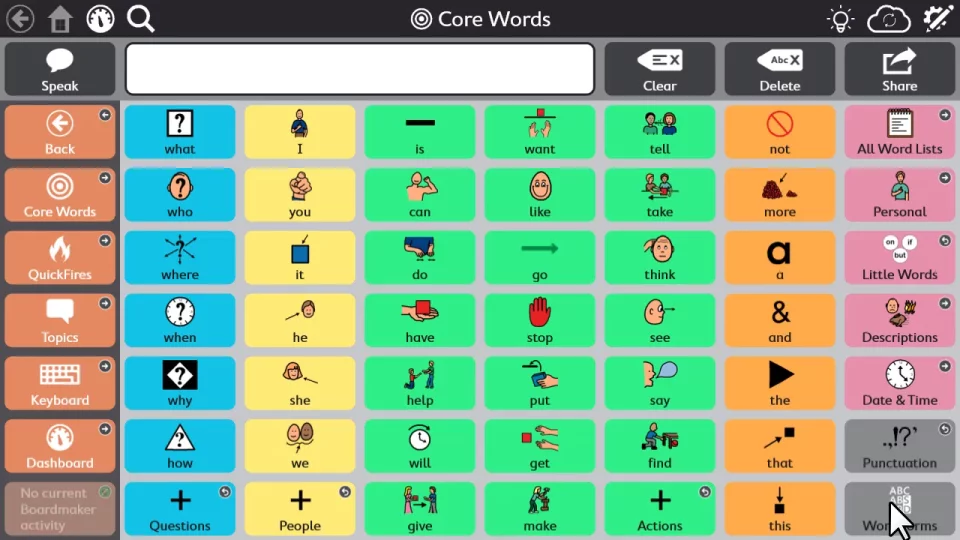 Core Words
Speak
Clear
Abc X
Delete
Share
Back
what
I
is
want
tell
not
All Word Lists
Core Words
who
you
can
like
take
more
Personal
QuickFires
where
it
do
go
think
a
a
on if
but
Little Words
Topics
when
he
have
stop
see
&
and
Descriptions
Keyboard
why
she
help
put
say
the
Date & Time
Dashboard
how
we
will
get
find
that
.,!?’
Punctuation
No current
Boardmaker
activity
Questions
People
give
make
Actions
this
ABC